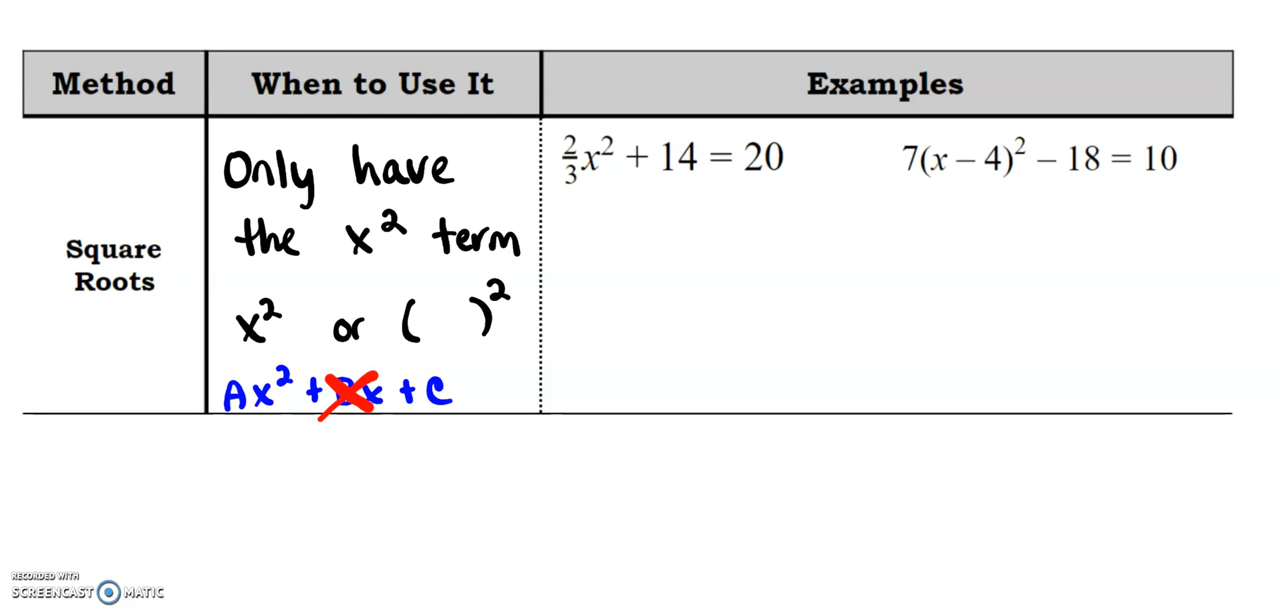 Method When to Use It Examples
Only have
the x² term
x² or ( )²
Ax² + x + C
Square
Roots
2/3x² + 14 = 20 7(x – 4)² – 18 = 10
RECORDED WITH
SCREENCAST MATIC